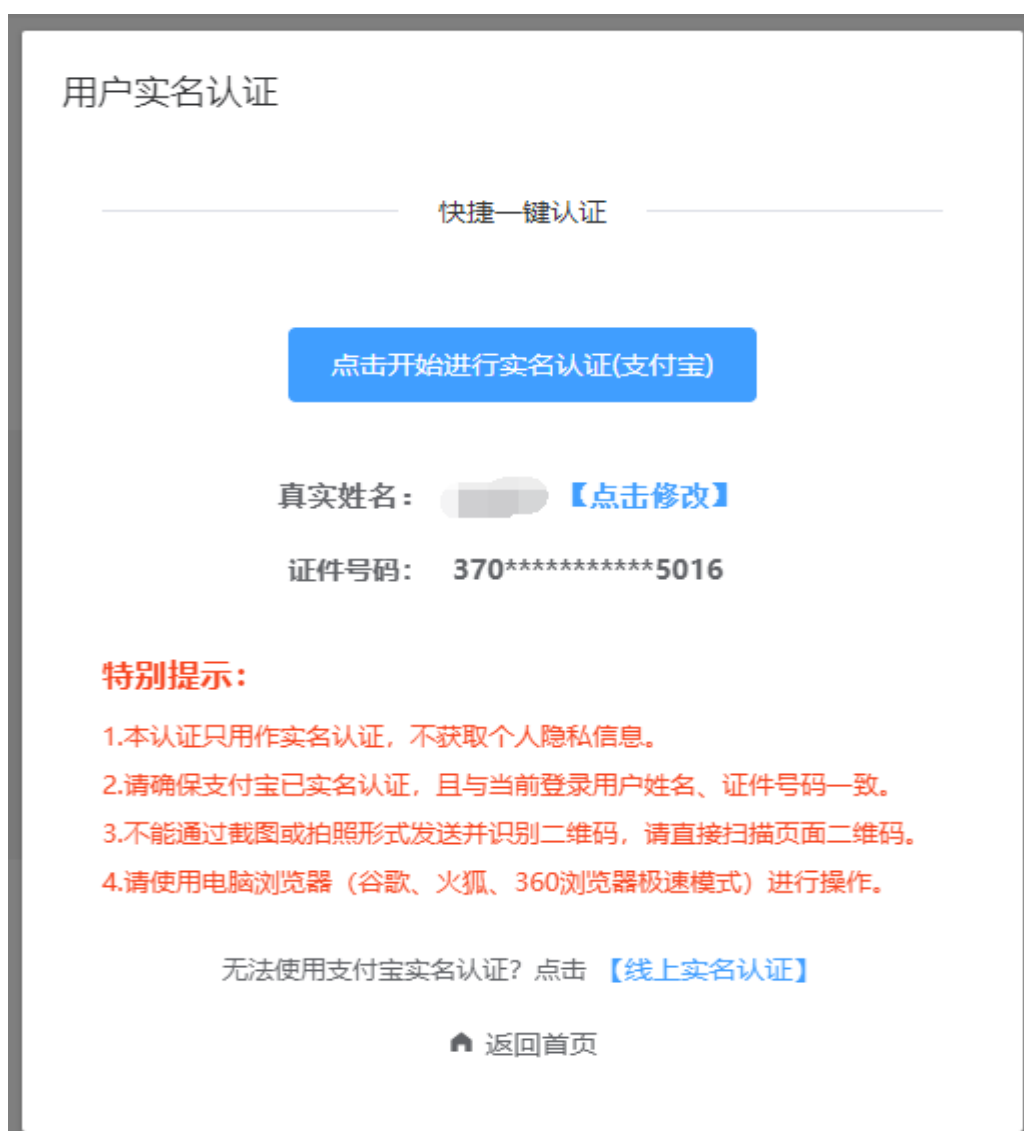 用户实名认证
快捷一键认证
点击开始进行实名认证(支付宝)
真实姓名： 【点击修改】
证件号码： 370***********5016
特别提示：
1.本认证只用作实名认证，不获取个人隐私信息。
2.请确保支付宝已实名认证，且与当前登录用户姓名、证件号码一致。
3.不能通过截图或拍照形式发送并识别二维码，请直接扫描页面二维码。
4.请使用电脑浏览器（谷歌、火狐、360浏览器极速模式）进行操作。
无法使用支付宝实名认证？点击 【线上实名认证】
返回首页